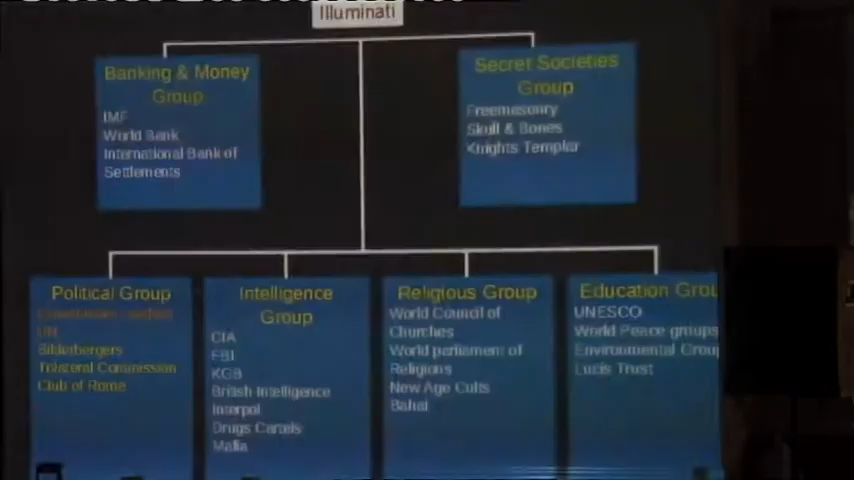 Illuminati
Banking & Money
Group
IMF
World Bank
International Bank of
Settlements
Secret Societies
Group
Freemasonry
Skull & Bones
Knights Templar
Political Group
UN
Bilderbergers
Trilateral Commission
Club of Rome
Intelligence
Group
CIA
FBI
KGB
British Intelligence
Interpol
Drugs Cartels
Mafia
Religious Group
World Council of
Churches
World parliament of
Religions
New Age Cults
Bahai
Education Grou
UNESCO
World Peace groups
Environmental Group
Lucis Trust